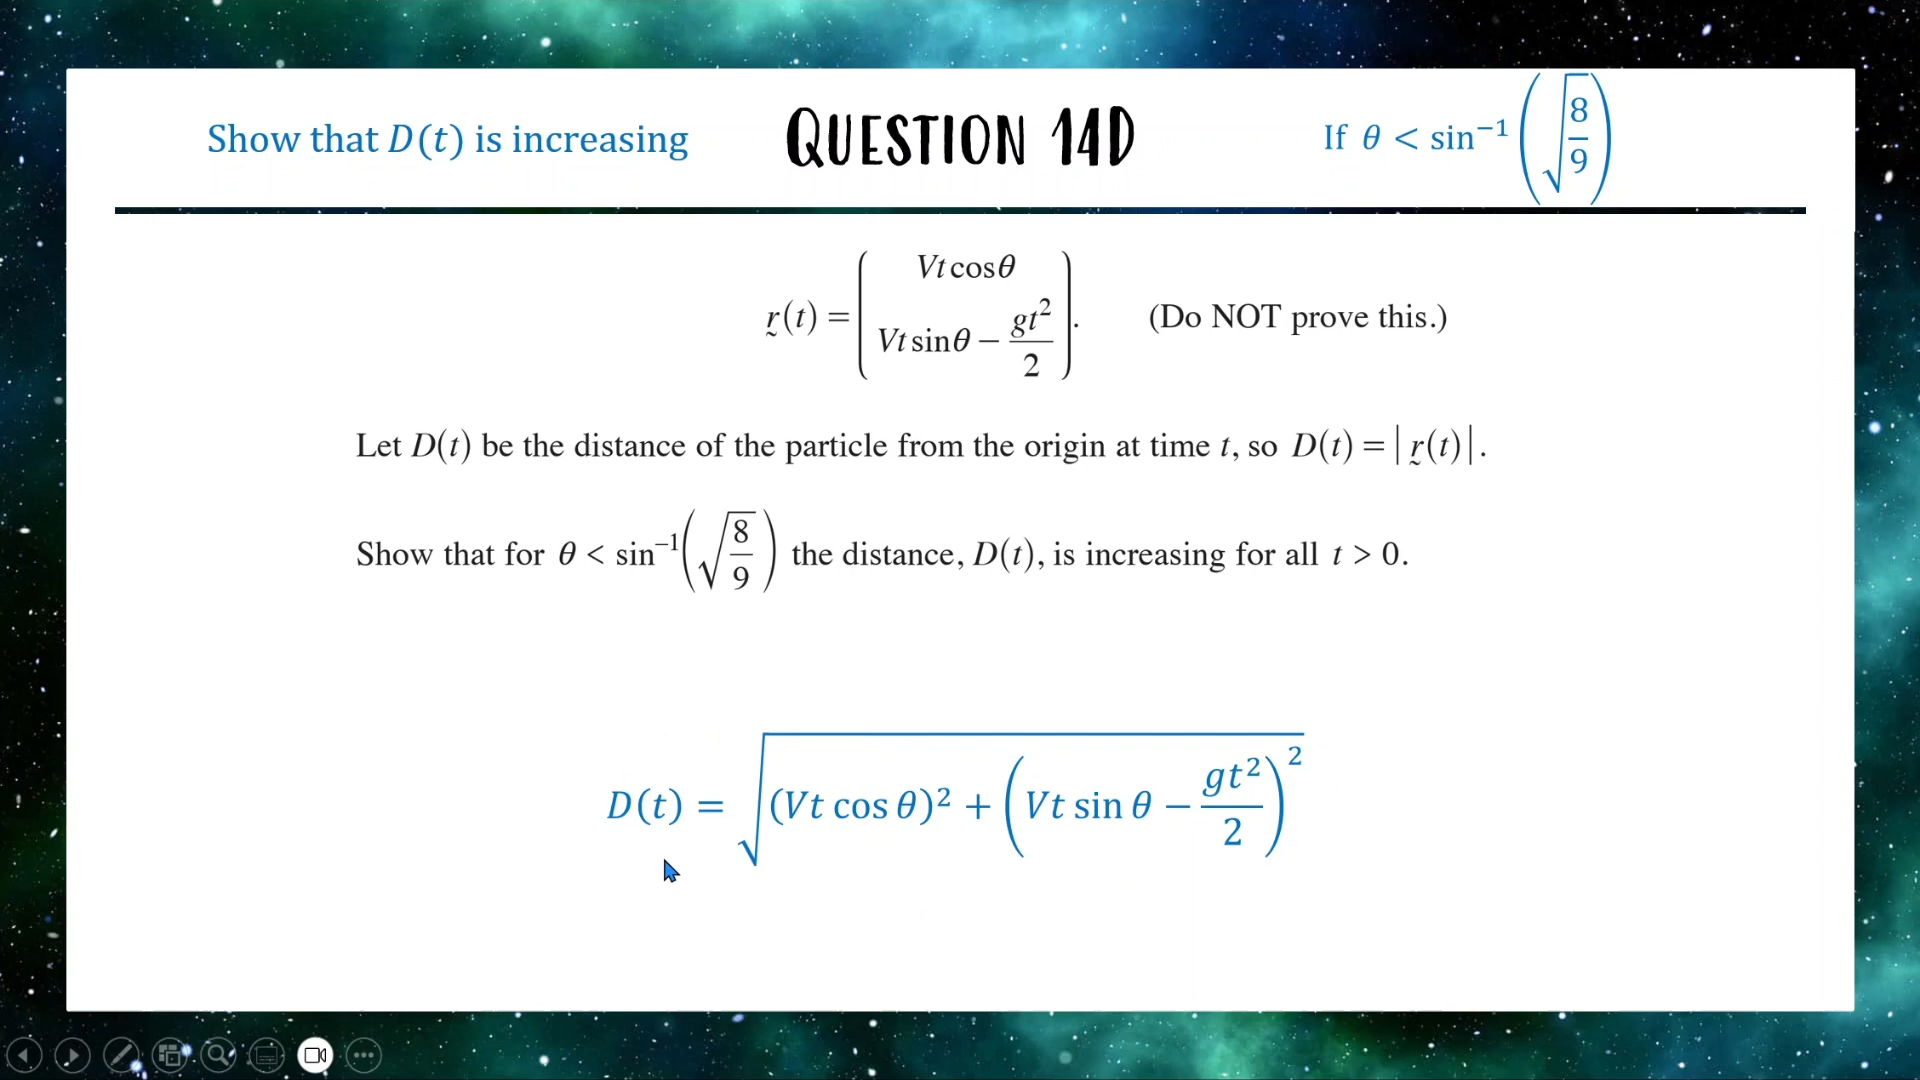 Show that D(t) is increasing
QUESTION 14D
If θ < sin⁻¹(√(8/9))
r(t) = (Vt cosθ, Vt sinθ − gt²/2). (Do NOT prove this.)
Let D(t) be the distance of the particle from the origin at time t, so D(t) = |r(t)|.
Show that for θ < sin⁻¹(√(8/9)) the distance, D(t), is increasing for all t > 0.
D(t) = √((Vt cos θ)² + (Vt sin θ − gt²/2)²)